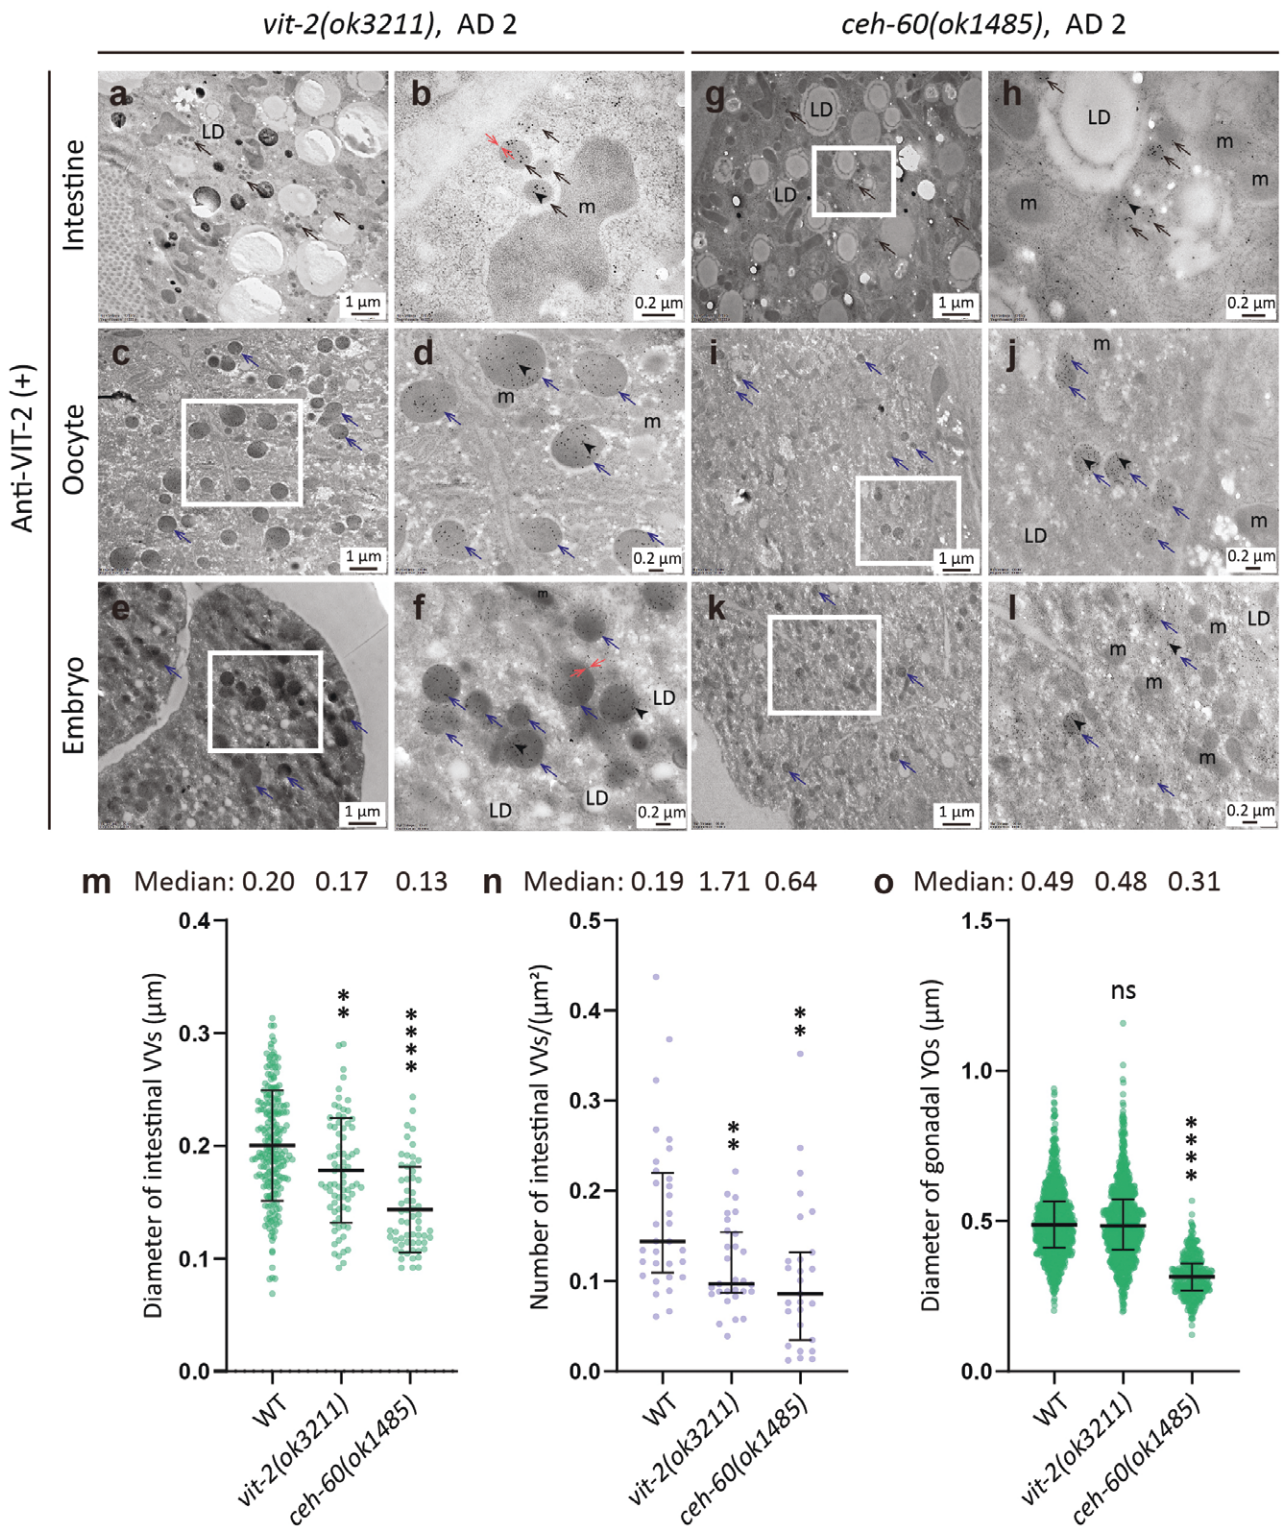 vit-2(ok3211), AD 2
ceh-60(ok1485), AD 2
Anti-VIT-2 (+)
Intestine
a
LD
1 μm
b
m
0.2 μm
g
LD
LD
1 μm
h
LD
m
m
m
0.2 μm
Oocyte
c
1 μm
d
m
m
0.2 μm
i
1 μm
j
m
LD
m
0.2 μm
Embryo
e
1 μm
f
m
LD
LD
LD
0.2 μm
k
1 μm
l
LD
m
m
m
m
0.2 μm
m
Median: 0.20 0.17 0.13
Diameter of intestinal VVs (μm)
0.4
0.3
0.2
0.1
0.0
**
****
WT
vit-2(ok3211)
ceh-60(ok1485)
n
Median: 0.19 1.71 0.64
Number of intestinal VVs/(μm²)
0.5
0.4
0.3
0.2
0.1
0.0
**
**
WT
vit-2(ok3211)
ceh-60(ok1485)
o
Median: 0.49 0.48 0.31
Diameter of gonadal YOs (μm)
1.5
1.0
0.5
0.0
ns
****
WT
vit-2(ok3211)
ceh-60(ok1485)